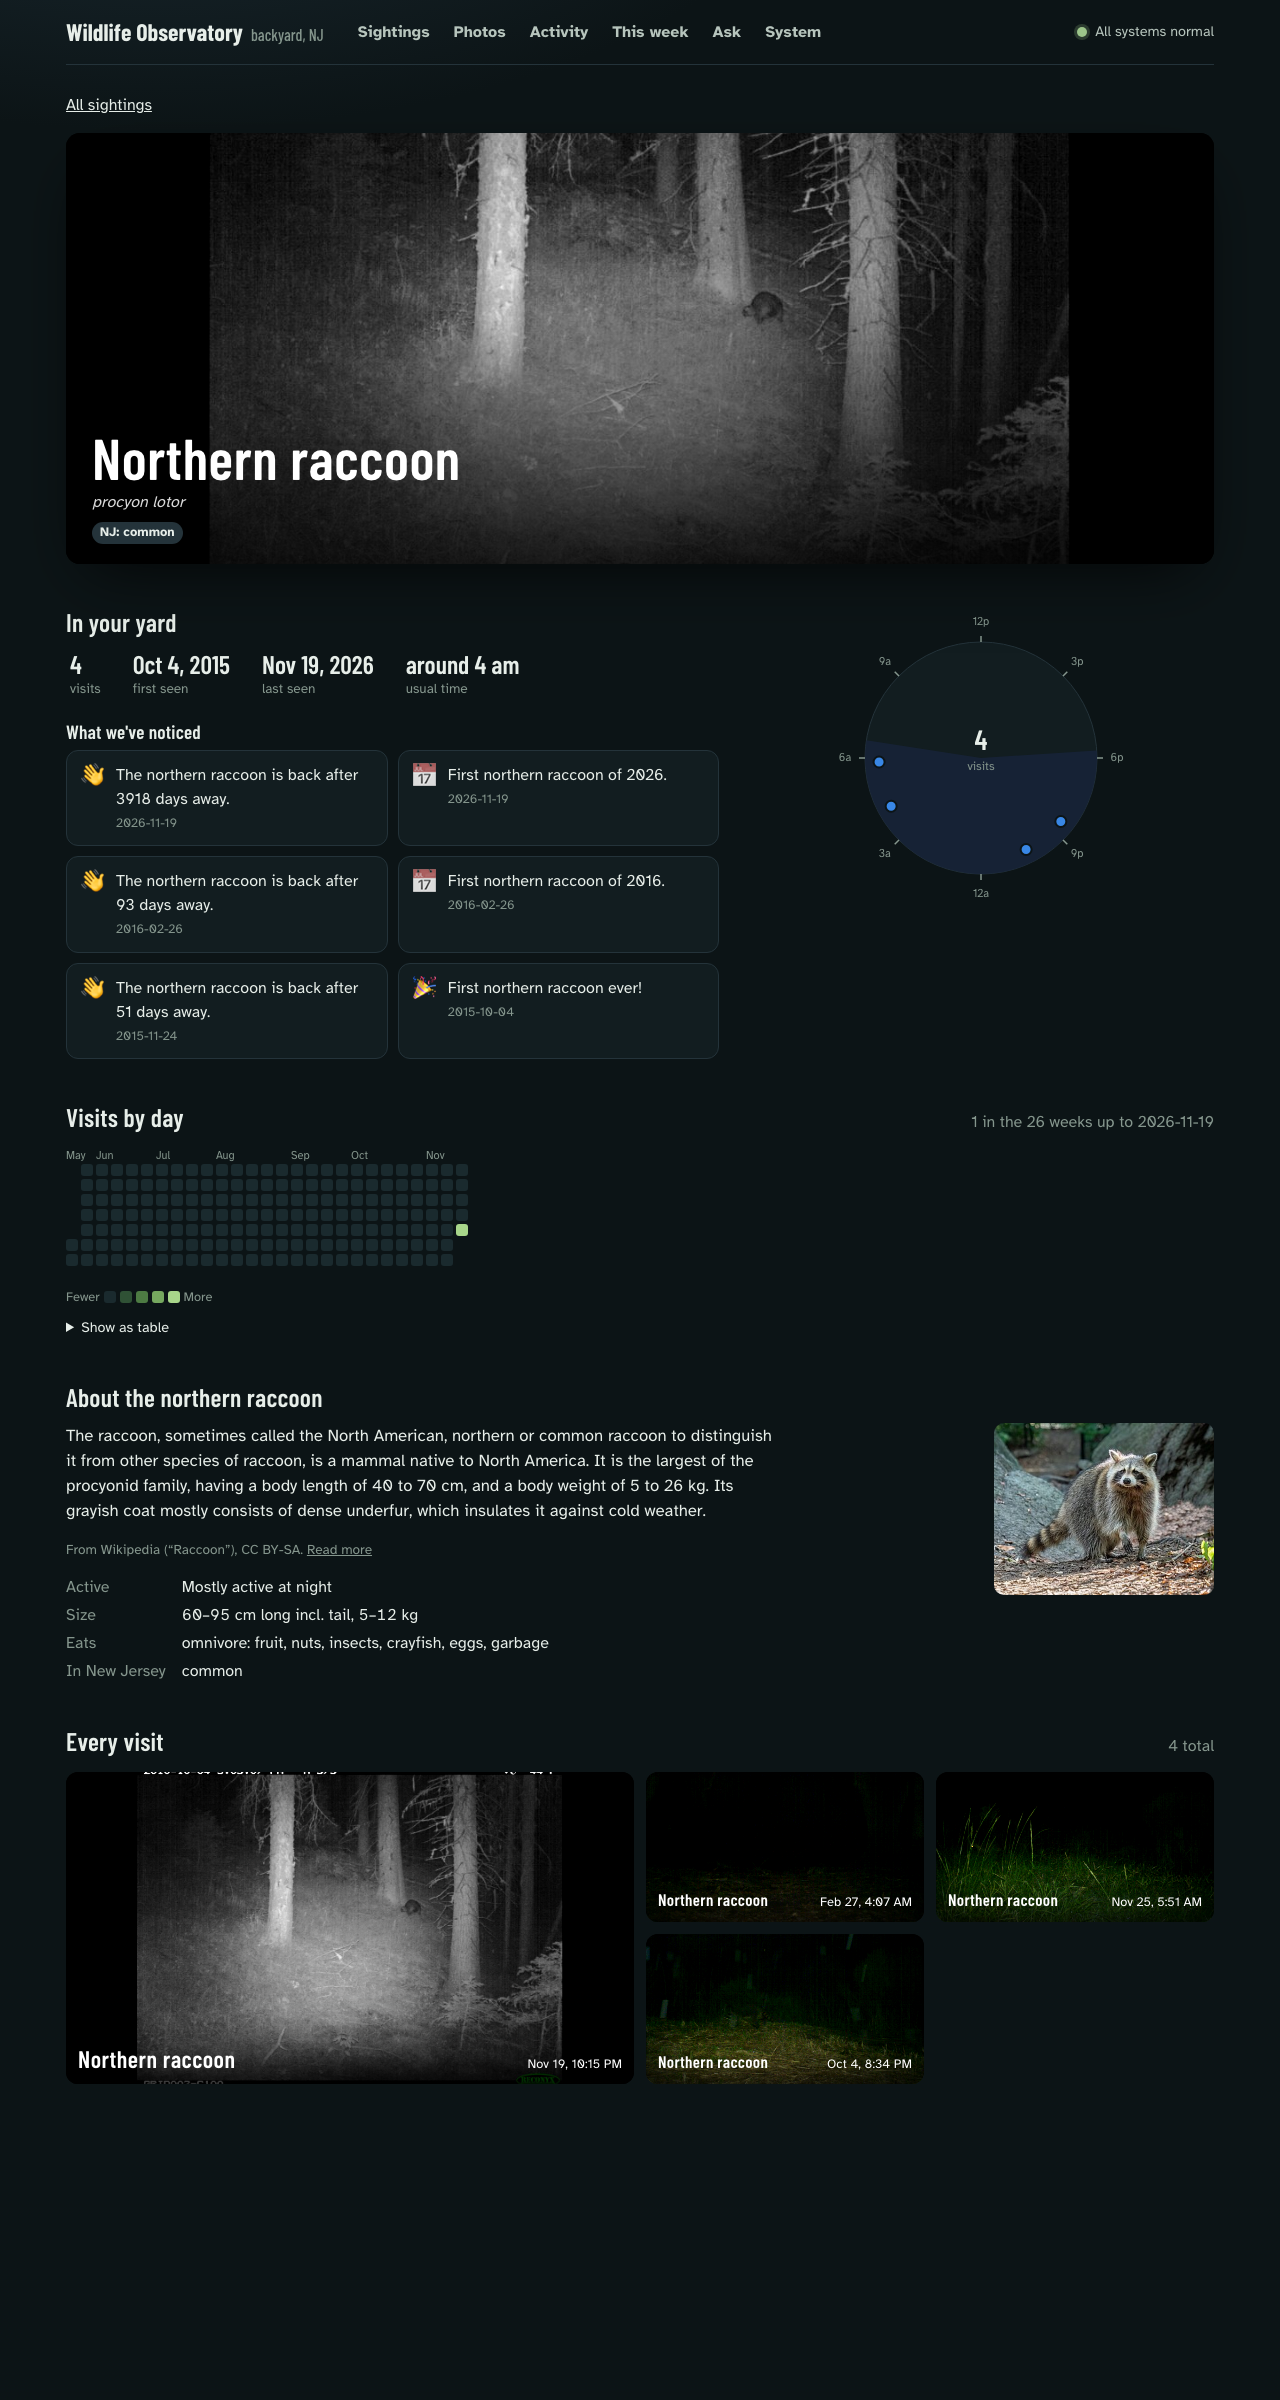 Wildlife Observatory backyard, NJ Sightings Photos Activity This week Ask System All systems normal
All sightings
Northern raccoon
procyon lotor
NJ: common
In your yard
4 Oct 4, 2015 Nov 19, 2026 around 4 am
visits first seen last seen usual time
What we've noticed
The northern raccoon is back after
3918 days away.
2026-11-19
First northern raccoon of 2026.
2026-11-19
The northern raccoon is back after
93 days away.
2016-02-26
First northern raccoon of 2016.
2016-02-26
The northern raccoon is back after
51 days away.
2015-11-24
First northern raccoon ever!
2015-10-04
12p
9a 3p
4
visits
6a 6p
3a 9p
12a
Visits by day 1 in the 26 weeks up to 2026-11-19
May Jun Jul Aug Sep Oct Nov
Fewer More
Show as table
About the northern raccoon
The raccoon, sometimes called the North American, northern or common raccoon to distinguish
it from other species of raccoon, is a mammal native to North America. It is the largest of the
procyonid family, having a body length of 40 to 70 cm, and a body weight of 5 to 26 kg. Its
grayish coat mostly consists of dense underfur, which insulates it against cold weather.
From Wikipedia (“Raccoon”), CC BY-SA. Read more
Active Mostly active at night
Size 60–95 cm long incl. tail, 5–12 kg
Eats omnivore: fruit, nuts, insects, crayfish, eggs, garbage
In New Jersey common
Every visit 4 total
Northern raccoon Nov 19, 10:15 PM
Northern raccoon Feb 27, 4:07 AM
Northern raccoon Nov 25, 5:51 AM
Northern raccoon Oct 4, 8:34 PM